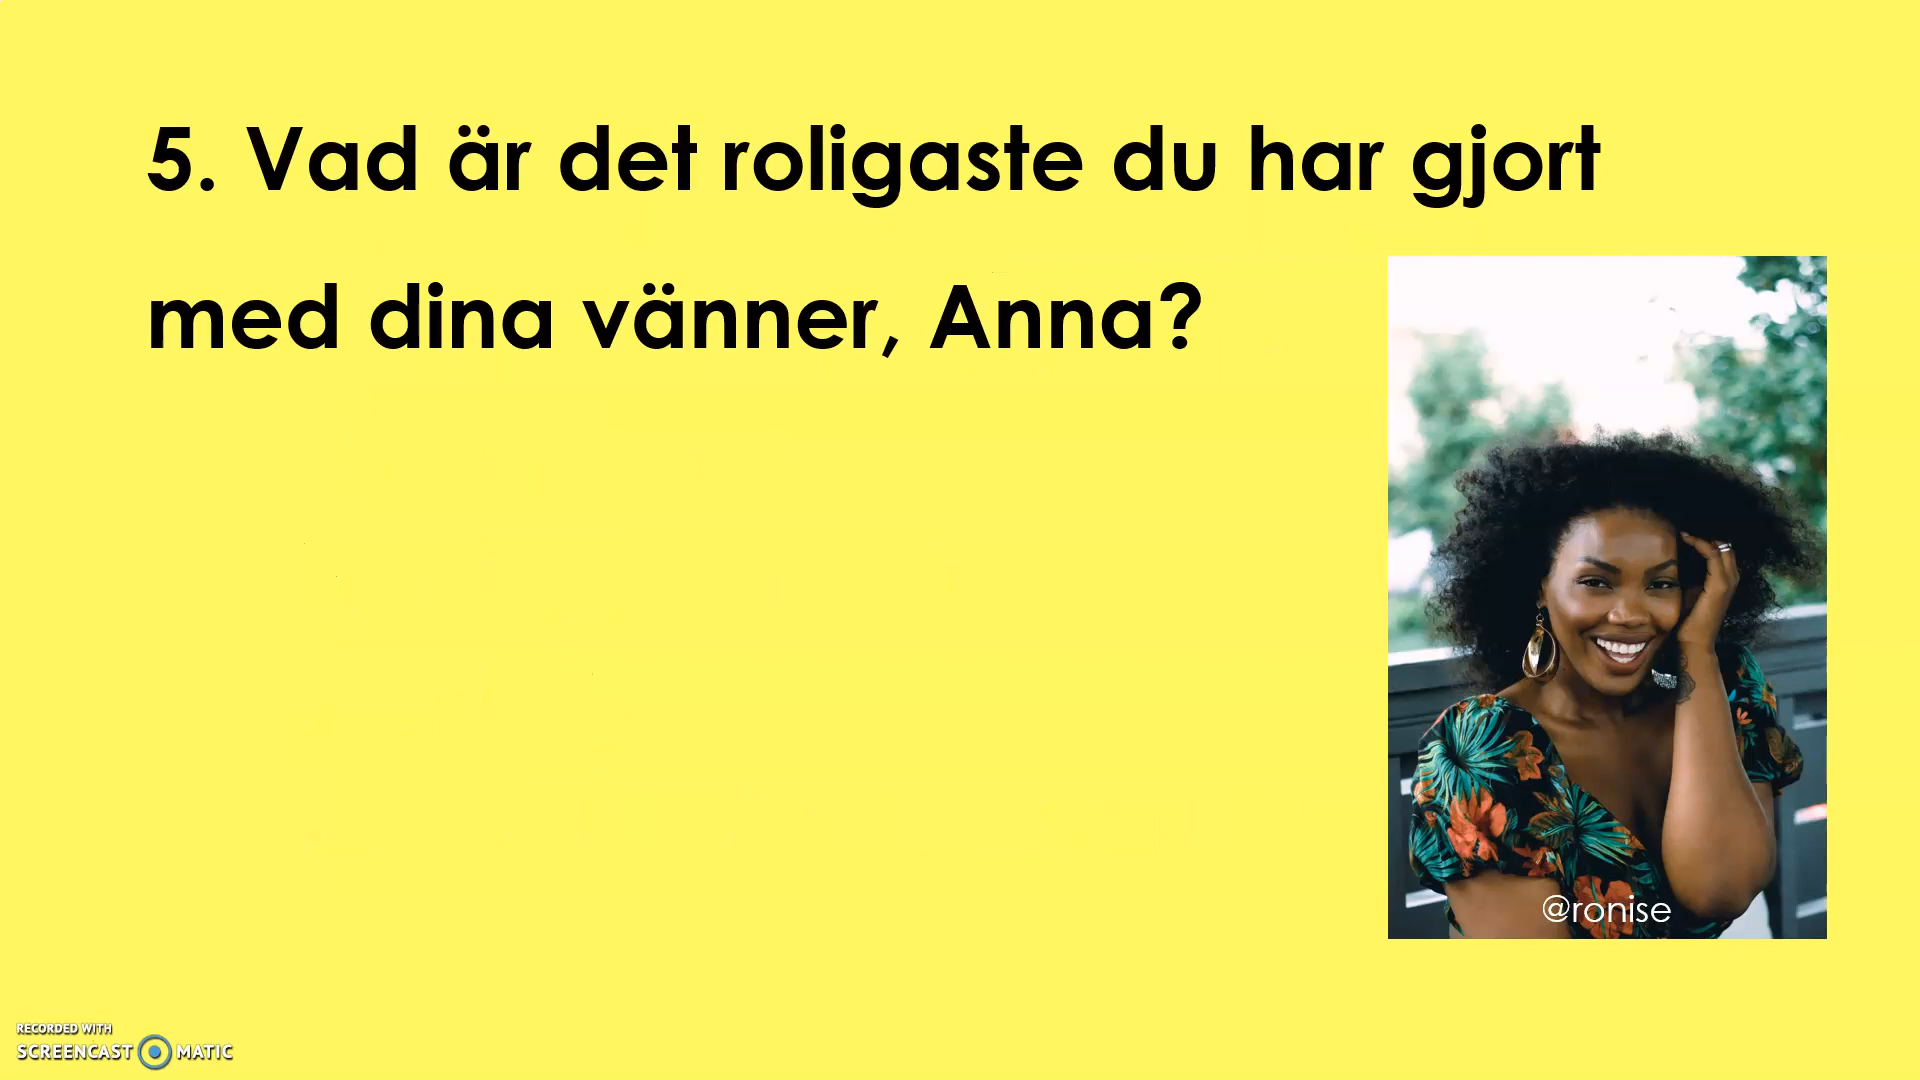 5. Vad är det roligaste du har gjort
med dina vänner, Anna?
@ronise
RECORDED WITH
SCREENCAST MATIC